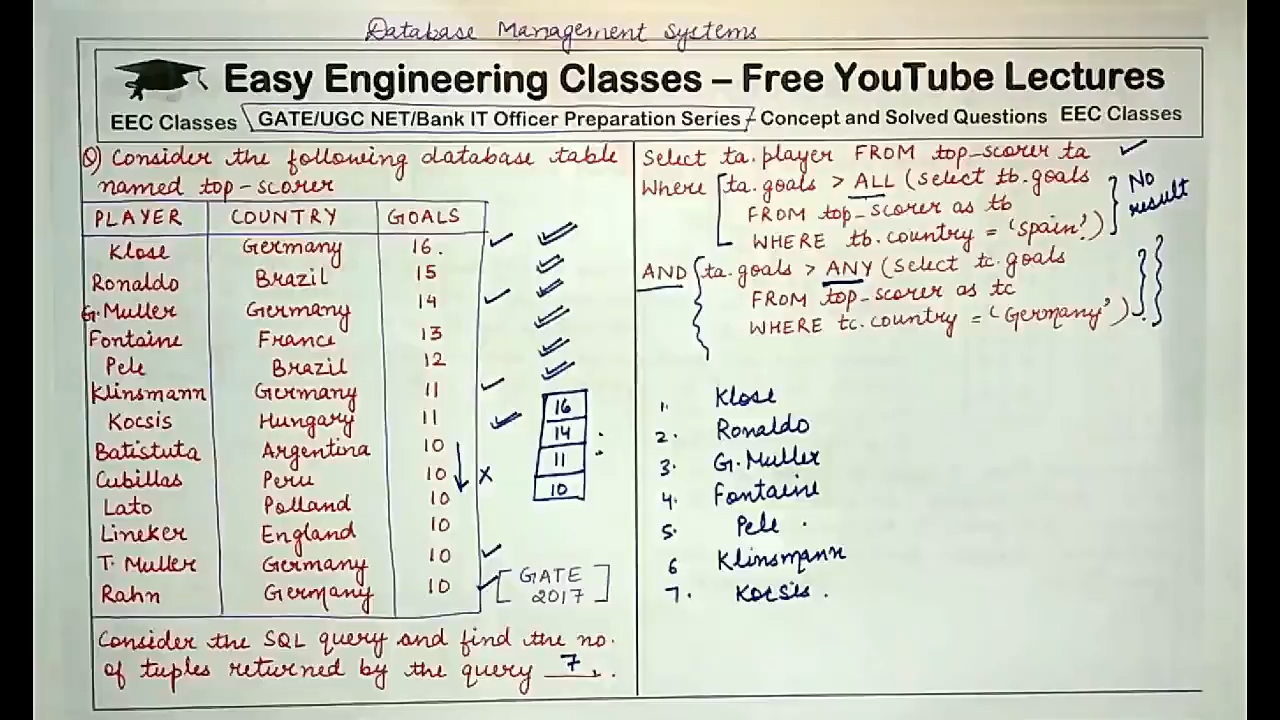 Database Management Systems
Easy Engineering Classes – Free YouTube Lectures
EEC Classes GATE/UGC NET/Bank IT Officer Preparation Series – Concept and Solved Questions EEC Classes
Q) Consider the following database table
named top-scorer
PLAYER COUNTRY GOALS
Klose Germany 16.
Ronaldo Brazil 15
G.Muller Germany 14
Fontaine France 13
Pele Brazil 12
Klinsmann Germany 11
Kocsis Hungary 11
Batistuta Argentina 10
Cubillas Peru 10 x
Lato Polland 10
Lineker England 10
T. Muller Germany 10
Rahn Germany 10
16
14
11
10
[GATE
2017]
Consider the SQL query and find the no.
of tuples returned by the query 7.
Select ta.player FROM top-scorer ta
Where [ta.goals > ALL (Select tb.goals
FROM top_scorer as tb
WHERE tb.country = 'Spain')
No
result
AND {ta.goals > ANY (Select tc.goals
FROM top-scorer as tc
WHERE tc.country = 'Germany')
1. Klose
2. Ronaldo
3. G.Muller
4. Fontaine
5. Pele .
6 Klinsmann
7. Kocsis .